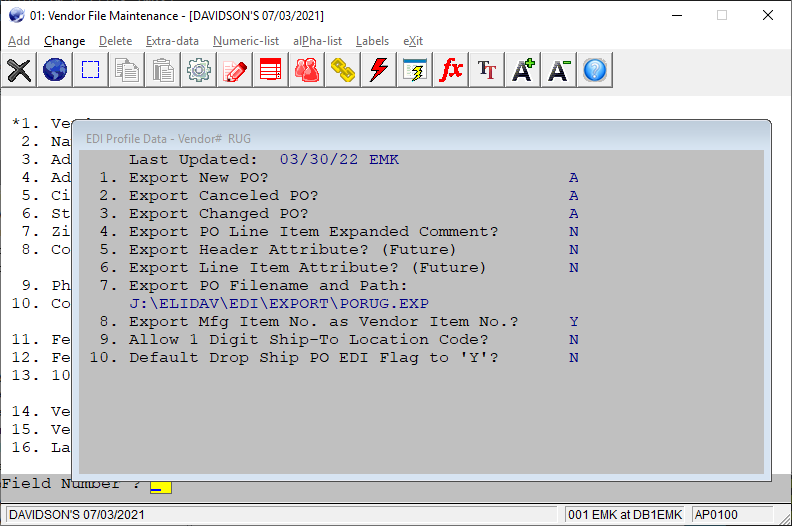 01: Vendor File Maintenance - [DAVIDSON'S 07/03/2021]
Add Change Delete Extra-data Numeric-list alPha-list Labels eXit
fx TT A+ A- ?
*1. Ve
EDI Profile Data - Vendor# RUG
2. Na
Last Updated: 03/30/22 EMK
3. Ad
1. Export New PO? A
4. Ad
2. Export Canceled PO? A
5. Ci
3. Export Changed PO? A
6. St
4. Export PO Line Item Expanded Comment? N
7. Zi
5. Export Header Attribute? (Future) N
8. Co
6. Export Line Item Attribute? (Future) N
9. Ph
7. Export PO Filename and Path:
10. Co
J:\ELIDAV\EDI\EXPORT\PORUG.EXP
8. Export Mfg Item No. as Vendor Item No.? Y
11. Fe
9. Allow 1 Digit Ship-To Location Code? N
12. Fe
10. Default Drop Ship PO EDI Flag to 'Y'? N
13. 10
14. Ve
15. Ve
16. La
Field Number ?
DAVIDSON'S 07/03/2021 001 EMK at DB1EMK AP0100